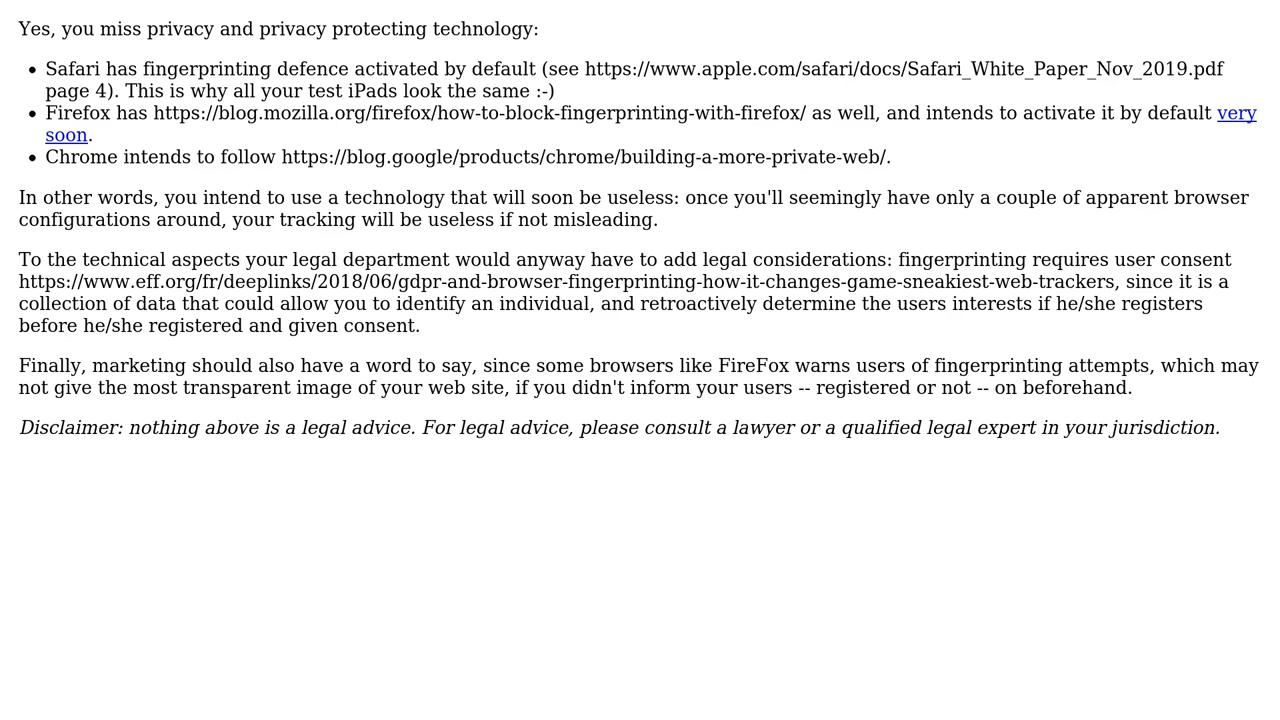 Yes, you miss privacy and privacy protecting technology:
• Safari has fingerprinting defence activated by default (see https://www.apple.com/safari/docs/Safari_White_Paper_Nov_2019.pdf
page 4). This is why all your test iPads look the same :-)
• Firefox has https://blog.mozilla.org/firefox/how-to-block-fingerprinting-with-firefox/ as well, and intends to activate it by default very
soon.
• Chrome intends to follow https://blog.google/products/chrome/building-a-more-private-web/.
In other words, you intend to use a technology that will soon be useless: once you'll seemingly have only a couple of apparent browser
configurations around, your tracking will be useless if not misleading.
To the technical aspects your legal department would anyway have to add legal considerations: fingerprinting requires user consent
https://www.eff.org/fr/deeplinks/2018/06/gdpr-and-browser-fingerprinting-how-it-changes-game-sneakiest-web-trackers, since it is a
collection of data that could allow you to identify an individual, and retroactively determine the users interests if he/she registers
before he/she registered and given consent.
Finally, marketing should also have a word to say, since some browsers like FireFox warns users of fingerprinting attempts, which may
not give the most transparent image of your web site, if you didn't inform your users -- registered or not -- on beforehand.
Disclaimer: nothing above is a legal advice. For legal advice, please consult a lawyer or a qualified legal expert in your jurisdiction.